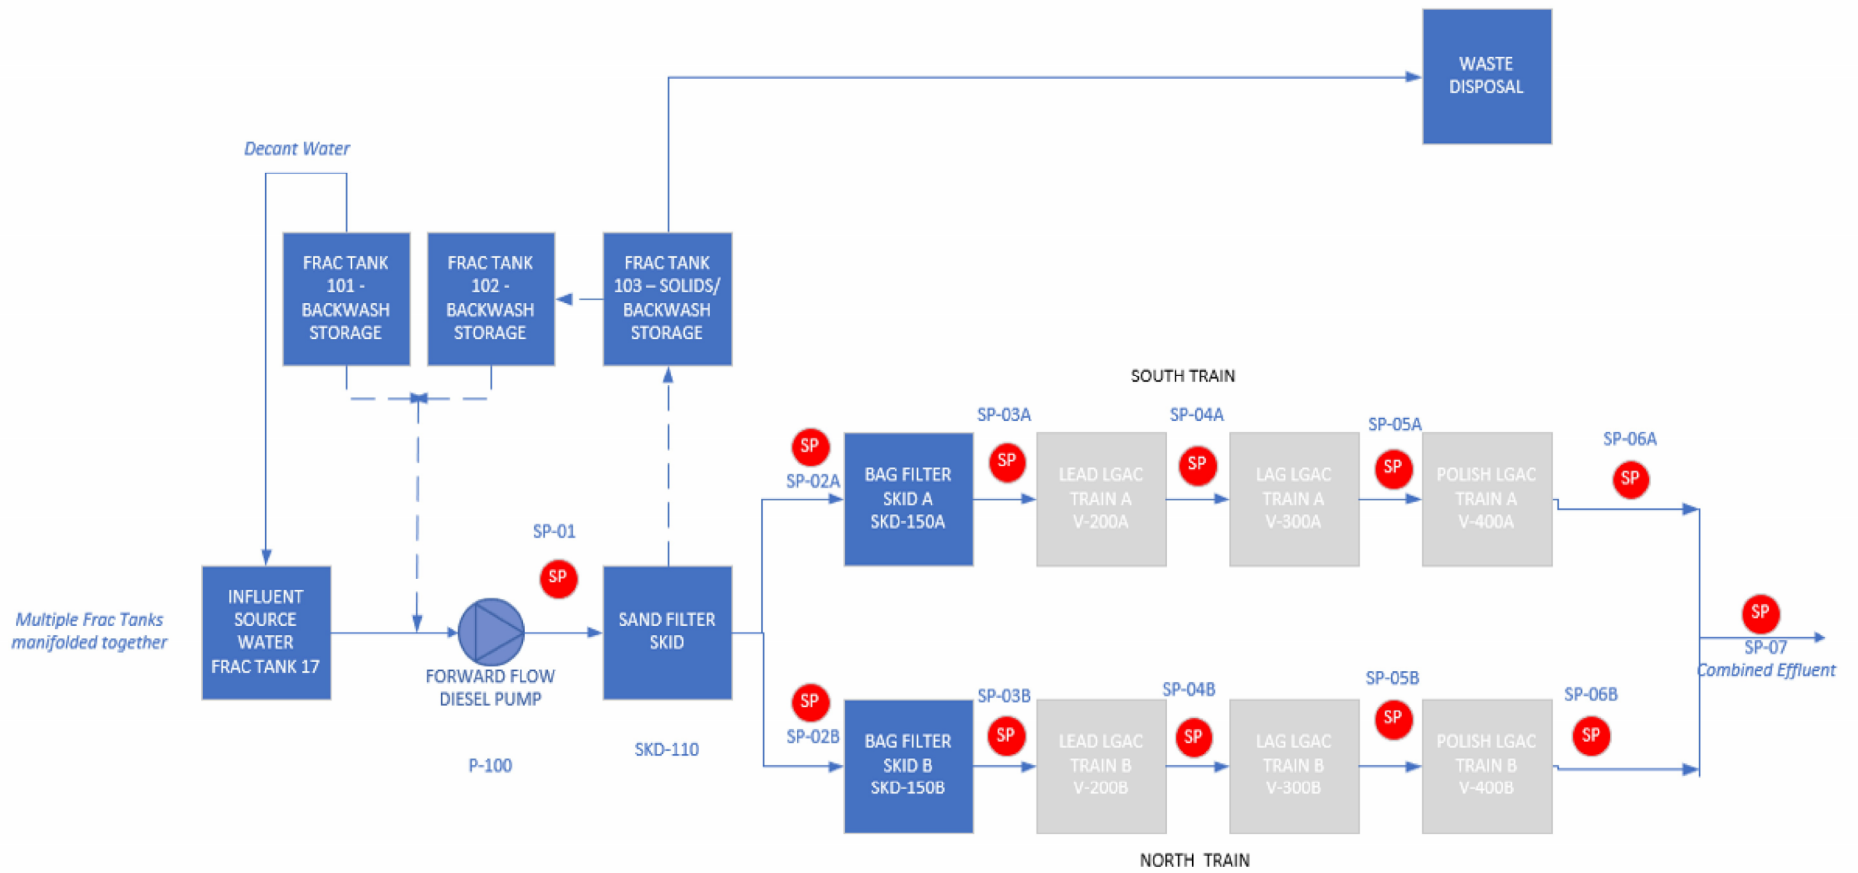 WASTE
DISPOSAL
Decant Water
FRAC TANK
101 -
BACKWASH
STORAGE
FRAC TANK
102 -
BACKWASH
STORAGE
FRAC TANK
103 – SOLIDS/
BACKWASH
STORAGE
SOUTH TRAIN
SP
SP-02A
BAG FILTER
SKID A
SKD-150A
SP-03A
SP
LEAD LGAC
TRAIN A
V-200A
SP-04A
SP
LAG LGAC
TRAIN A
V-300A
SP-05A
SP
POLISH LGAC
TRAIN A
V-400A
SP-06A
SP
Multiple Frac Tanks
manifolded together
INFLUENT
SOURCE
WATER
FRAC TANK 17
FORWARD FLOW
DIESEL PUMP
P-100
SP-01
SP
SAND FILTER
SKID
SKD-110
SP
SP-07
Combined Effluent
SP
SP-02B
BAG FILTER
SKID B
SKD-150B
SP-03B
SP
LEAD LGAC
TRAIN B
V-200B
SP-04B
SP
LAG LGAC
TRAIN B
V-300B
SP-05B
SP
POLISH LGAC
TRAIN B
V-400B
SP-06B
SP
NORTH TRAIN